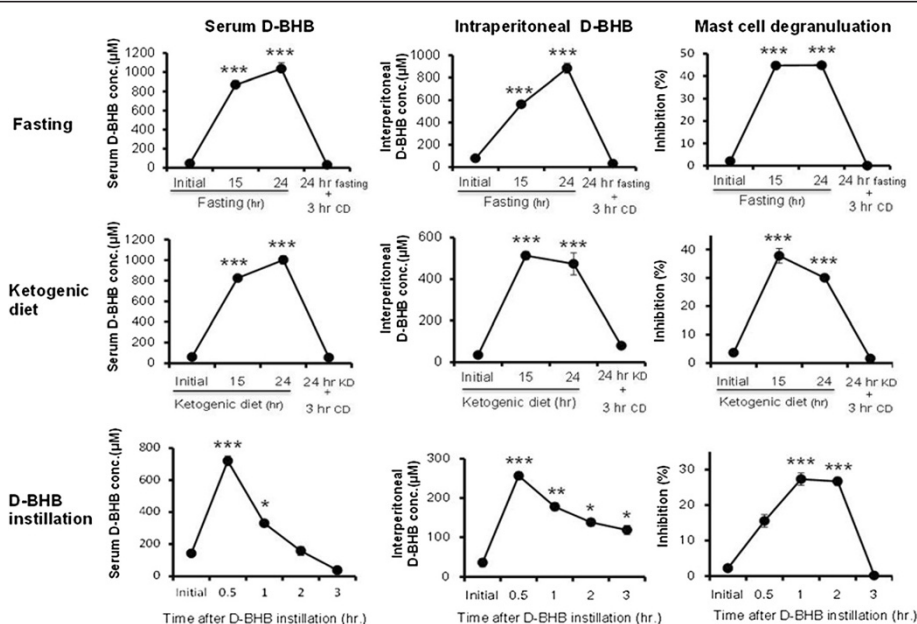 Serum D-BHB
Intraperitoneal D-BHB
Mast cell degranuluation
Fasting
Serum D-BHB conc.(µM)
1200
1000
800
600
400
200
0
***
***
Initial
15
24
24 hr fasting
+
3 hr CD
Fasting (hr)
Interperitoneal
D-BHB conc.(µM)
1000
800
600
400
200
0
***
***
Initial
15
24
24 hr fasting
+
3 hr CD
Fasting (hr)
Inhibition (%)
50
40
30
20
10
0
***
***
Initial
15
24
24 hr fasting
+
3 hr CD
Fasting (hr)
Ketogenic
diet
Serum D-BHB conc.(µM)
1200
1000
800
600
400
200
0
***
***
Initial
15
24
24 hr KD
+
3 hr CD
Ketogenic diet (hr)
Interperitoneal
D-BHB conc.(µM)
600
400
200
0
***
***
Initial
15
24
24 hr KD
+
3 hr CD
Ketogenic diet (hr)
Inhibition (%)
40
30
20
10
0
***
***
Initial
15
24
24 hr KD
+
3 hr CD
Ketogenic diet (hr)
D-BHB
instillation
Serum D-BHB conc.(µM)
800
600
400
200
0
***
*
Initial
0.5
1
2
3
Time after D-BHB instillation (hr.)
Interperitoneal
D-BHB conc.(µM)
300
200
100
0
***
**
*
*
Initial
0.5
1
2
3
Time after D-BHB instillation (hr.)
Inhibition (%)
30
20
10
0
***
***
Initial
0.5
1
2
3
Time after D-BHB instillation (hr.)